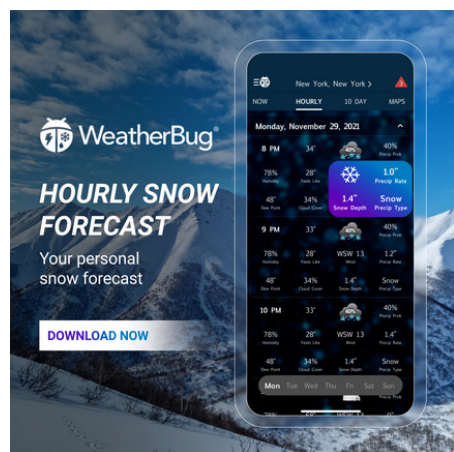 WeatherBug®
HOURLY SNOW
FORECAST
Your personal
snow forecast
DOWNLOAD NOW
New York, New York >
NOW HOURLY 10 DAY MAPS
Monday, November 29, 2021
8 PM 34° 40%
Precip Prob
78% 28°
Humidity Feels Like
1.0"
Precip Rate
48° 34%
Dew Point Cloud Cover
1.4" Snow
Snow Depth Precip Type
9 PM 33° 40%
Precip Prob
78% 28° WSW 13 1.2"
Humidity Feels Like Wind Precip Rate
48° 34% 1.4" Snow
Dew Point Cloud Cover Snow Depth Precip Type
10 PM 33° 40%
Precip Prob
78% 28° WSW 13 1.4"
Humidity Feels Like Wind Precip Rate
48° 34% 1.4" Snow
Dew Point Cloud Cover Snow Depth Precip Type
Mon Tue Wed Thu Fri Sat Sun